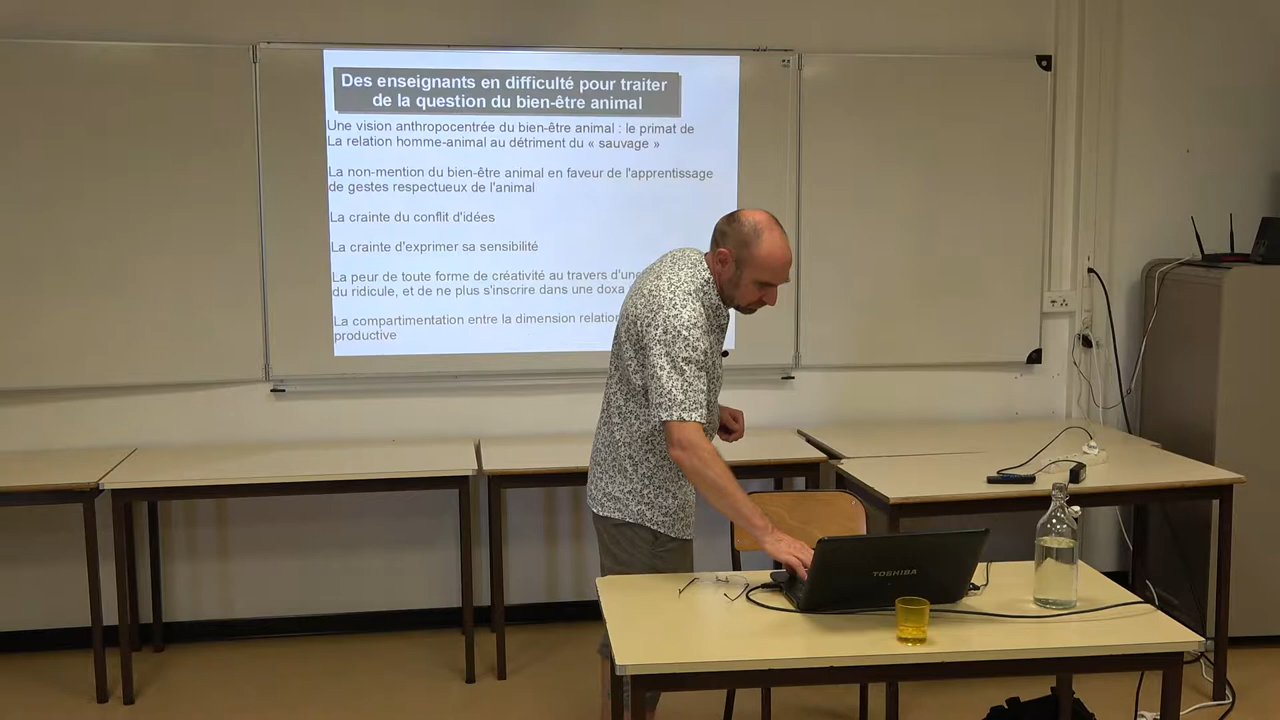 Des enseignants en difficulté pour traiter
de la question du bien-être animal
Une vision anthropocentrée du bien-être animal : le primat de
La relation homme-animal au détriment du « sauvage »
La non-mention du bien-être animal en faveur de l'apprentissage
de gestes respectueux de l'animal
La crainte du conflit d'idées
La crainte d'exprimer sa sensibilité
La peur de toute forme de créativité au travers d'une
du ridicule, et de ne plus s'inscrire dans une doxa
La compartimentation entre la dimension
productive
TOSHIBA